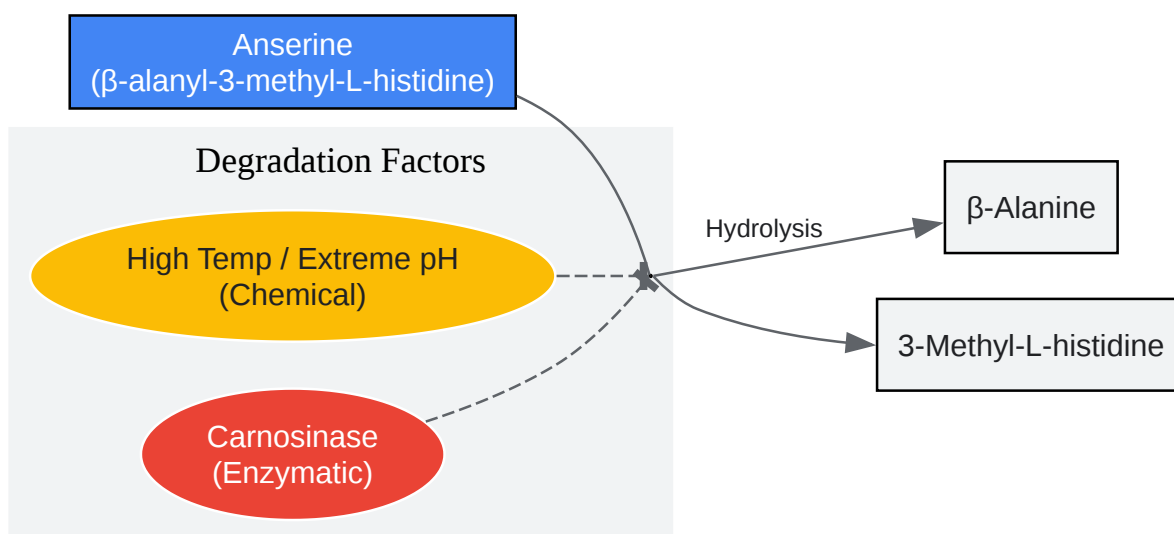 Anserine
(β-alanyl-3-methyl-L-histidine)
Degradation Factors
High Temp / Extreme pH
(Chemical)
Carnosinase
(Enzymatic)
Hydrolysis
β-Alanine
3-Methyl-L-histidine